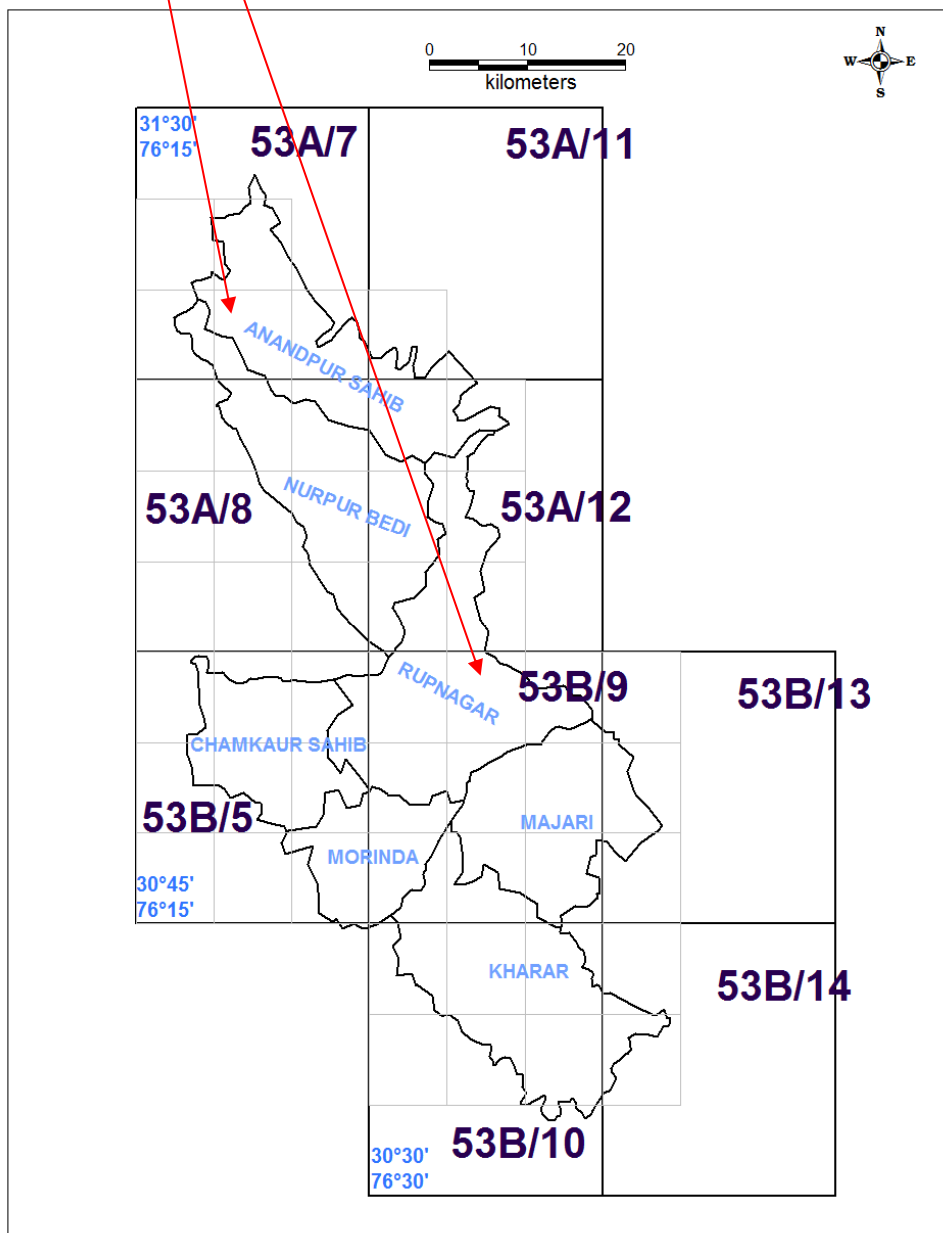 0 10 20
kilometers
N
W E
S
31°30'
76°15'
53A/7
53A/11
ANANDPUR SAHIB
NURPUR BEDI
53A/8
53A/12
RUPNAGAR
53B/9
53B/13
CHAMKAUR SAHIB
53B/5
MAJARI
MORINDA
30°45'
76°15'
KHARAR
53B/14
53B/10
30°30'
76°30'